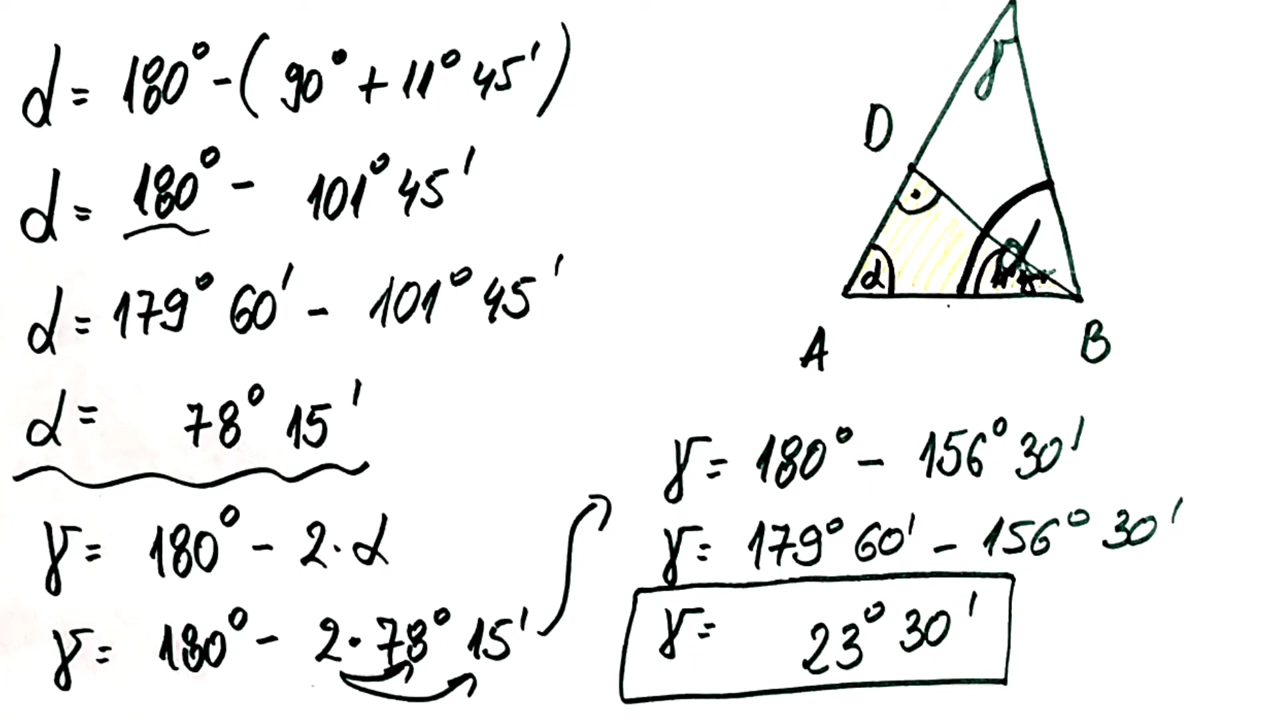 α = 180° - ( 90° + 11° 45' )
α = 180° - 101° 45'
α = 179° 60' - 101° 45'
α = 78° 15'
γ = 180° - 2·α
γ = 180° - 2·78° 15'
γ
D
α
A
B
γ = 180° - 156° 30'
γ = 179° 60' - 156° 30'
γ = 23° 30'